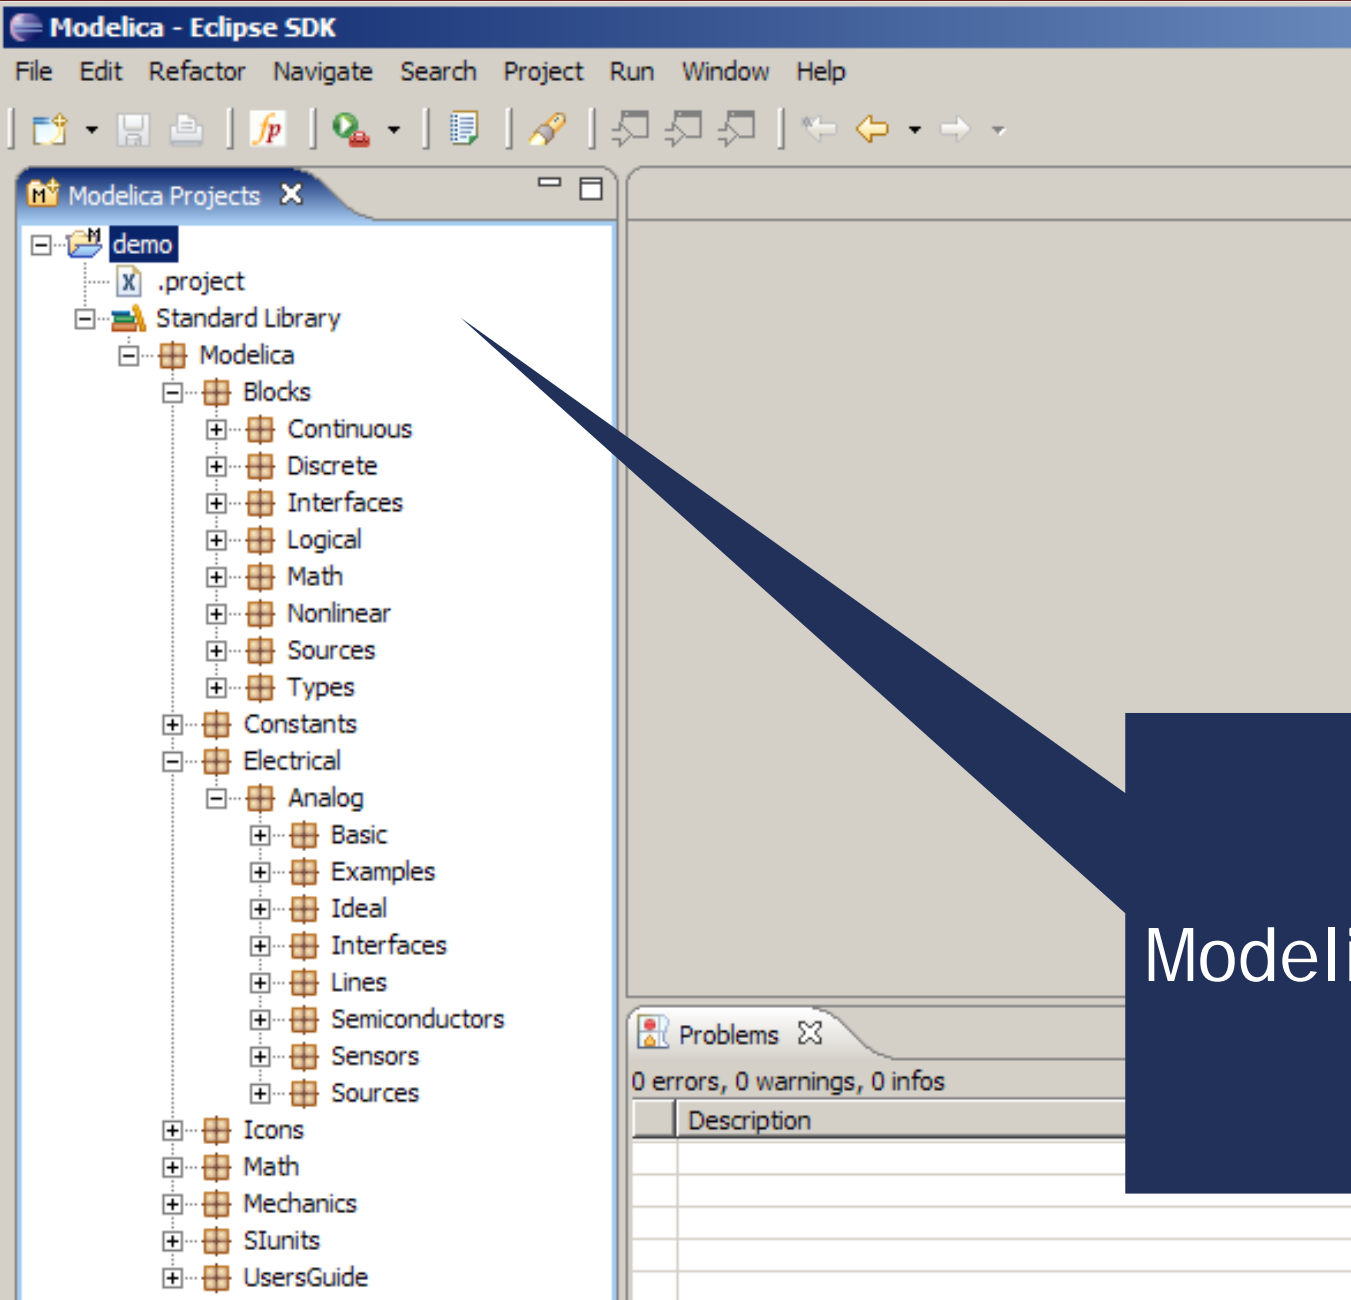 Modelica - Eclipse SDK
File Edit Refactor Navigate Search Project Run Window Help
fp
Modelica Projects
demo
.project
Standard Library
Modelica
Blocks
Continuous
Discrete
Interfaces
Logical
Math
Nonlinear
Sources
Types
Constants
Electrical
Analog
Basic
Examples
Ideal
Interfaces
Lines
Semiconductors
Sensors
Sources
Icons
Math
Mechanics
SIunits
UsersGuide
Modeli
Problems
0 errors, 0 warnings, 0 infos
Description